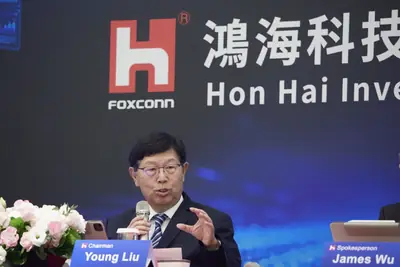 ®
鴻海科技
FOXCONN
Hon Hai Inve
Chairman
Young Liu
Spokesperson
James Wu